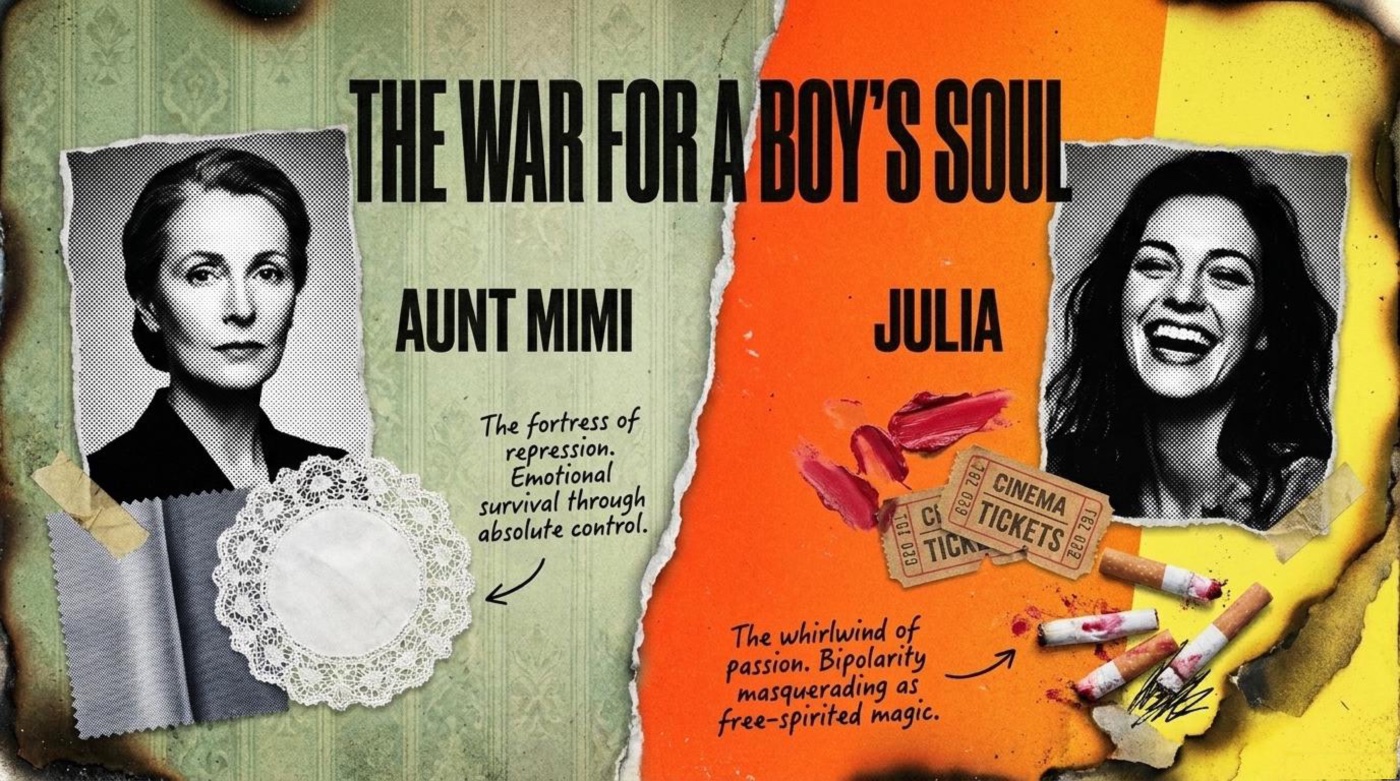 THE WAR FOR A BOY'S SOUL
AUNT MIMI
The fortress of
repression.
Emotional
survival through
absolute control.
JULIA
CINEMA
TICKETS
The whirlwind of
passion. Bipolarity
masquerading as
free-spirited magic.